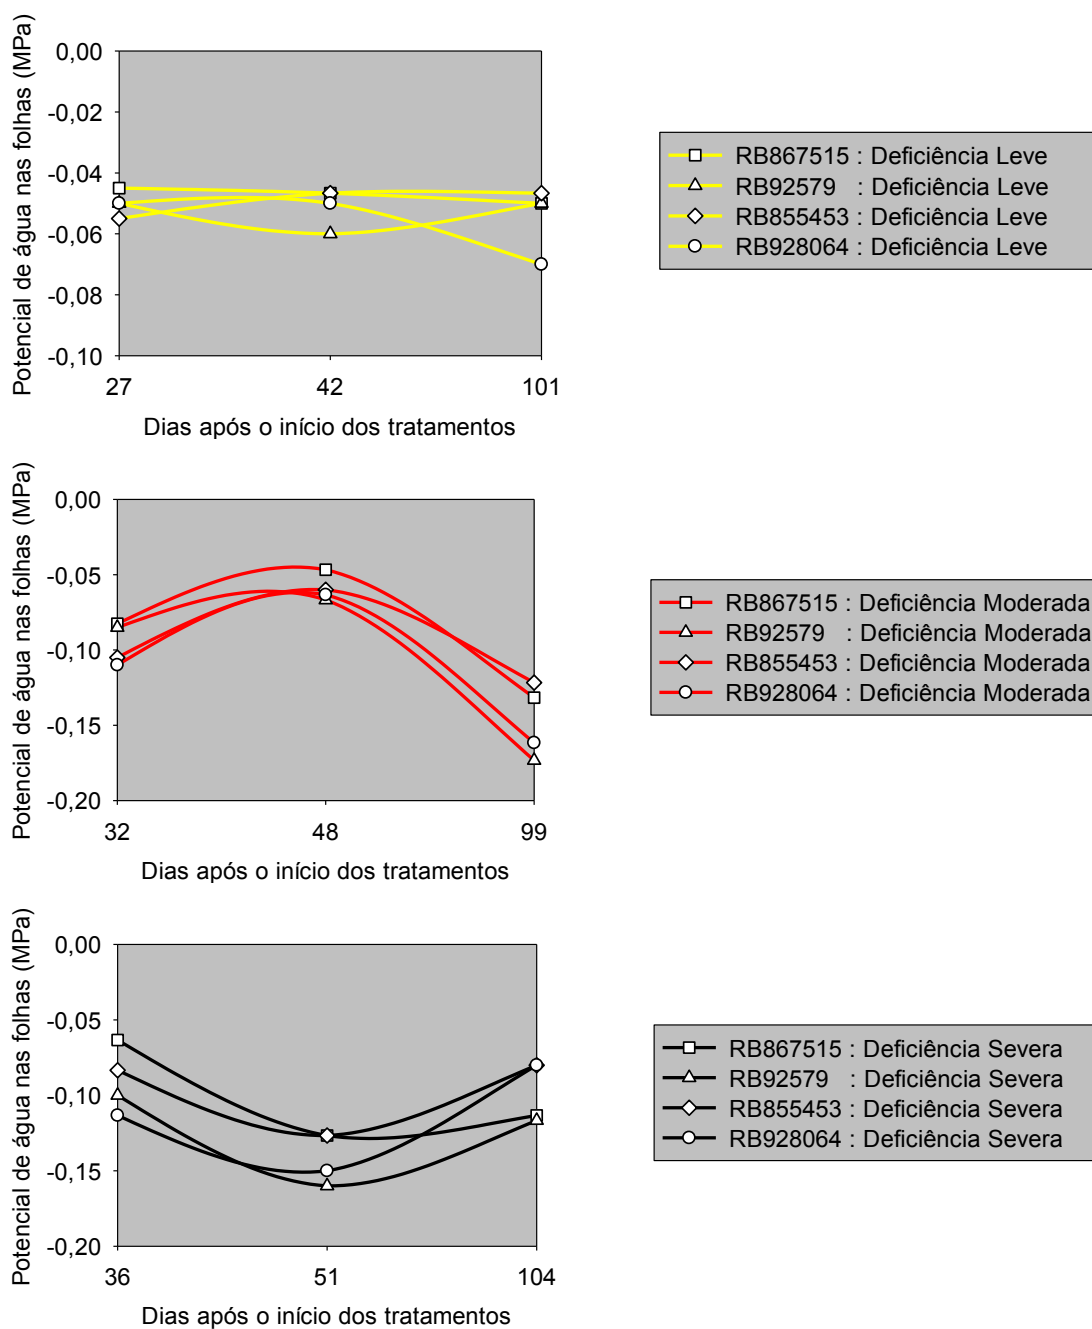 Potencial de água nas folhas (MPa)
0,00
-0,02
-0,04
-0,06
-0,08
-0,10
27 42 101
Dias após o início dos tratamentos
RB867515 : Deficiência Leve
RB92579 : Deficiência Leve
RB855453 : Deficiência Leve
RB928064 : Deficiência Leve
Potencial de água nas folhas (MPa)
0,00
-0,05
-0,10
-0,15
-0,20
32 48 99
Dias após o início dos tratamentos
RB867515 : Deficiência Moderada
RB92579 : Deficiência Moderada
RB855453 : Deficiência Moderada
RB928064 : Deficiência Moderada
Potencial de água nas folhas (MPa)
0,00
-0,05
-0,10
-0,15
-0,20
36 51 104
Dias após o início dos tratamentos
RB867515 : Deficiência Severa
RB92579 : Deficiência Severa
RB855453 : Deficiência Severa
RB928064 : Deficiência Severa